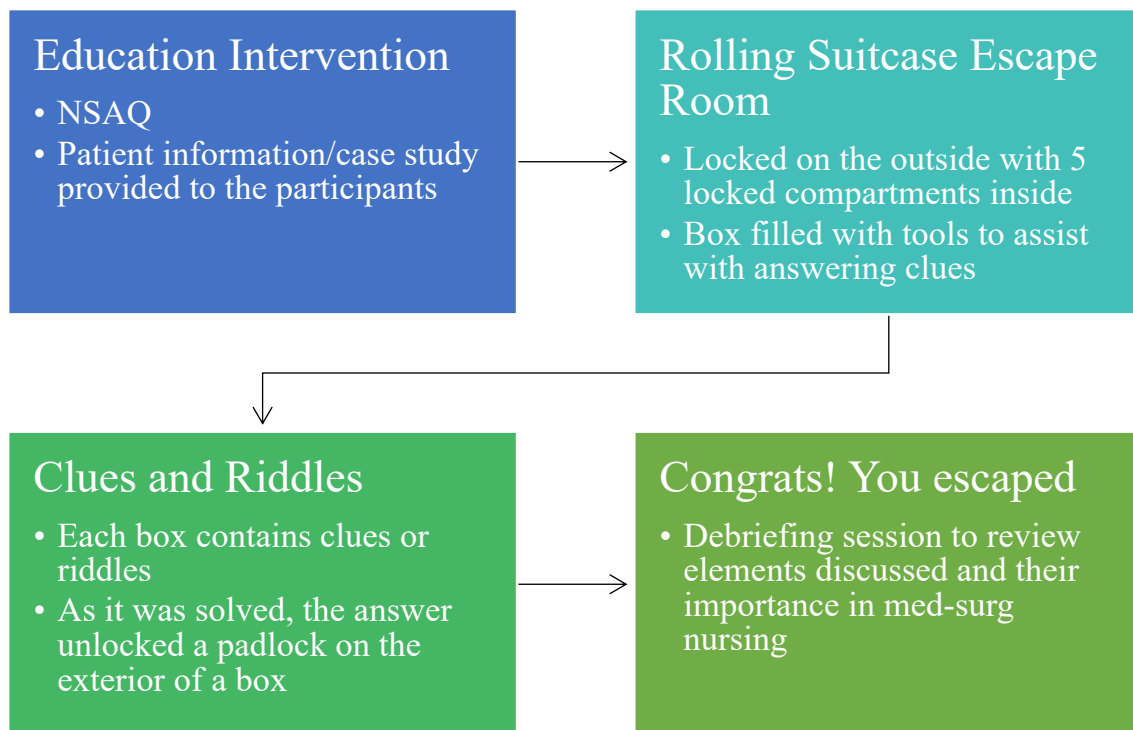 Education Intervention
• NSAQ
• Patient information/case study
provided to the participants
Rolling Suitcase Escape
Room
• Locked on the outside with 5
locked compartments inside
• Box filled with tools to assist
with answering clues
Clues and Riddles
• Each box contains clues or
riddles
• As it was solved, the answer
unlocked a padlock on the
exterior of a box
Congrats! You escaped
• Debriefing session to review
elements discussed and their
importance in med-surg
nursing